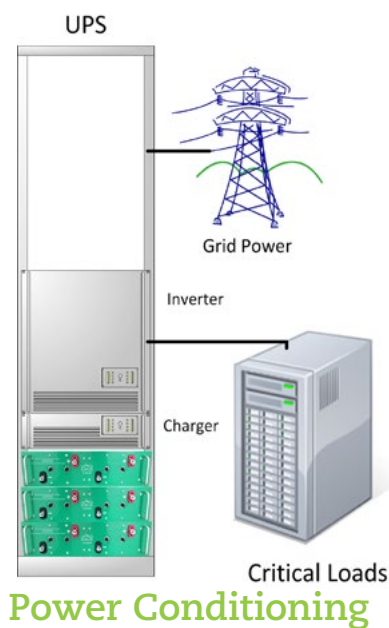 UPS
Grid Power
Inverter
Charger
Critical Loads
Power Conditioning